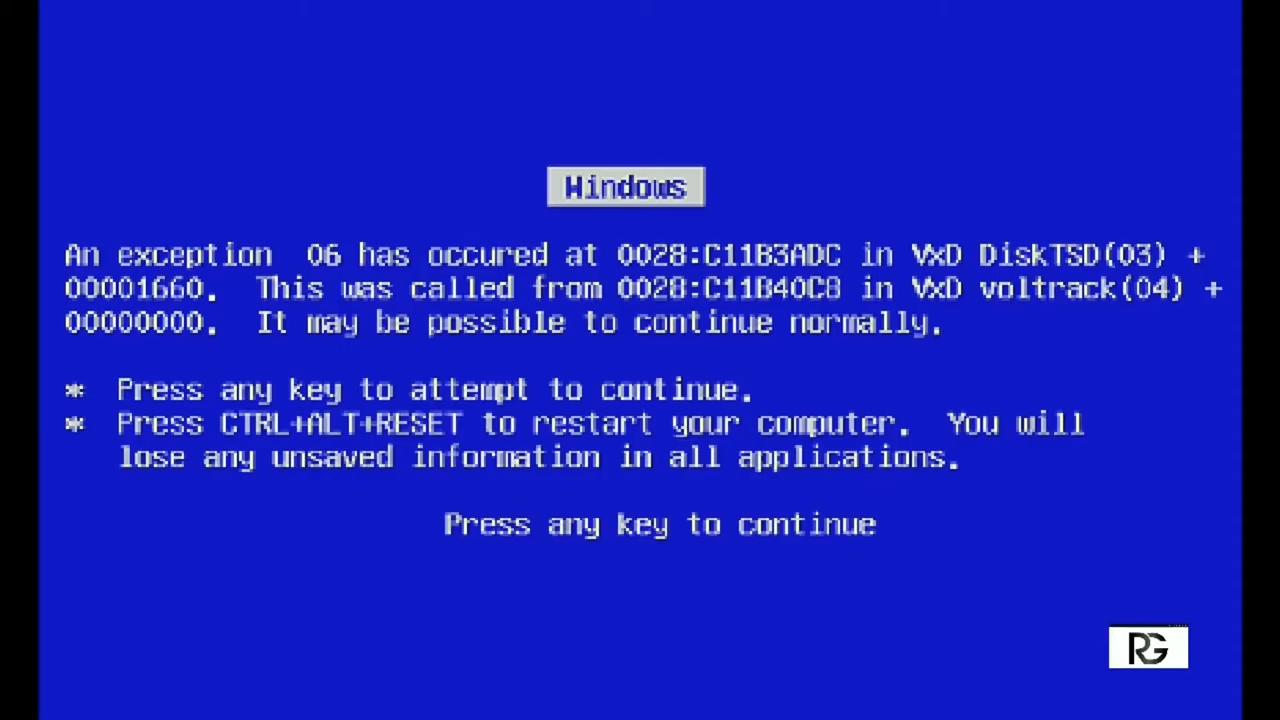 Windows
An exception 06 has occured at 0028:C11B3ADC in VxD DiskTSD(03) +
00001660. This was called from 0028:C11B40C8 in VxD voltrack(04) +
00000000. It may be possible to continue normally.
* Press any key to attempt to continue.
* Press CTRL+ALT+RESET to restart your computer. You will
lose any unsaved information in all applications.
Press any key to continue
RG